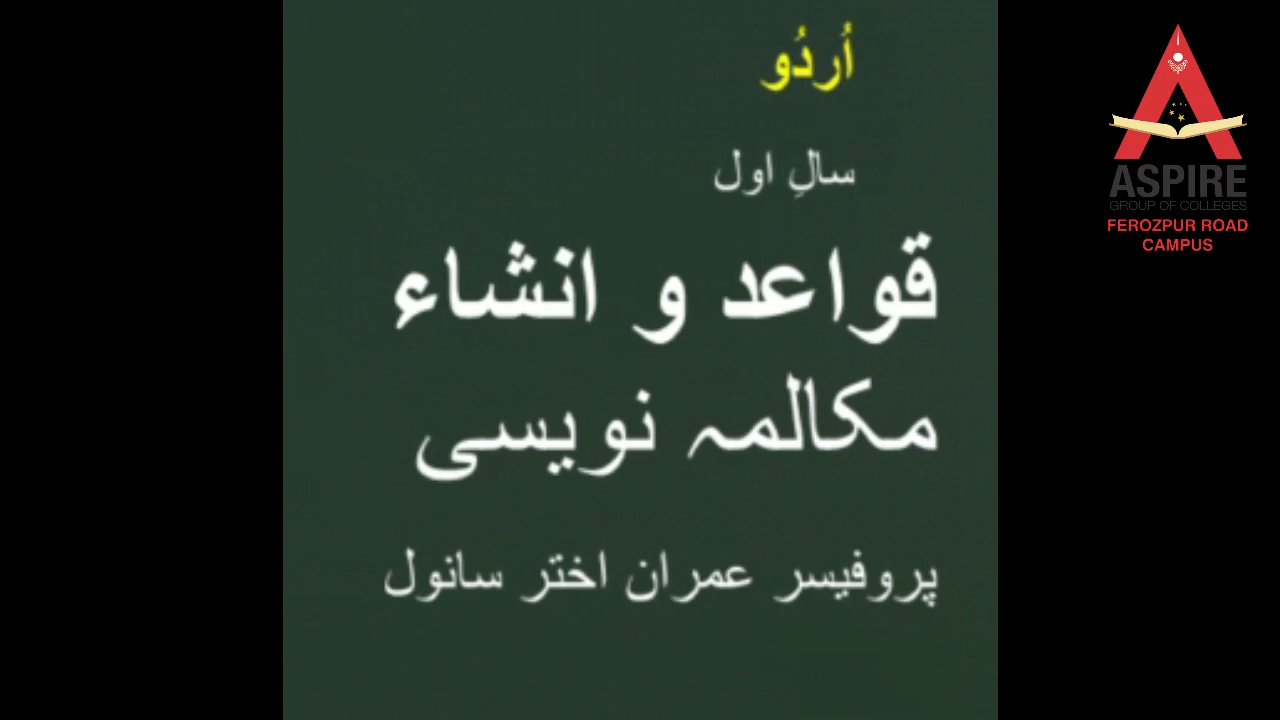 اُردُو
سالِ اول
قواعد و انشاء
مکالمہ نویسی
پروفیسر عمران اختر سانول
ASPIRE
GROUP OF COLLEGES
FEROZPUR ROAD
CAMPUS